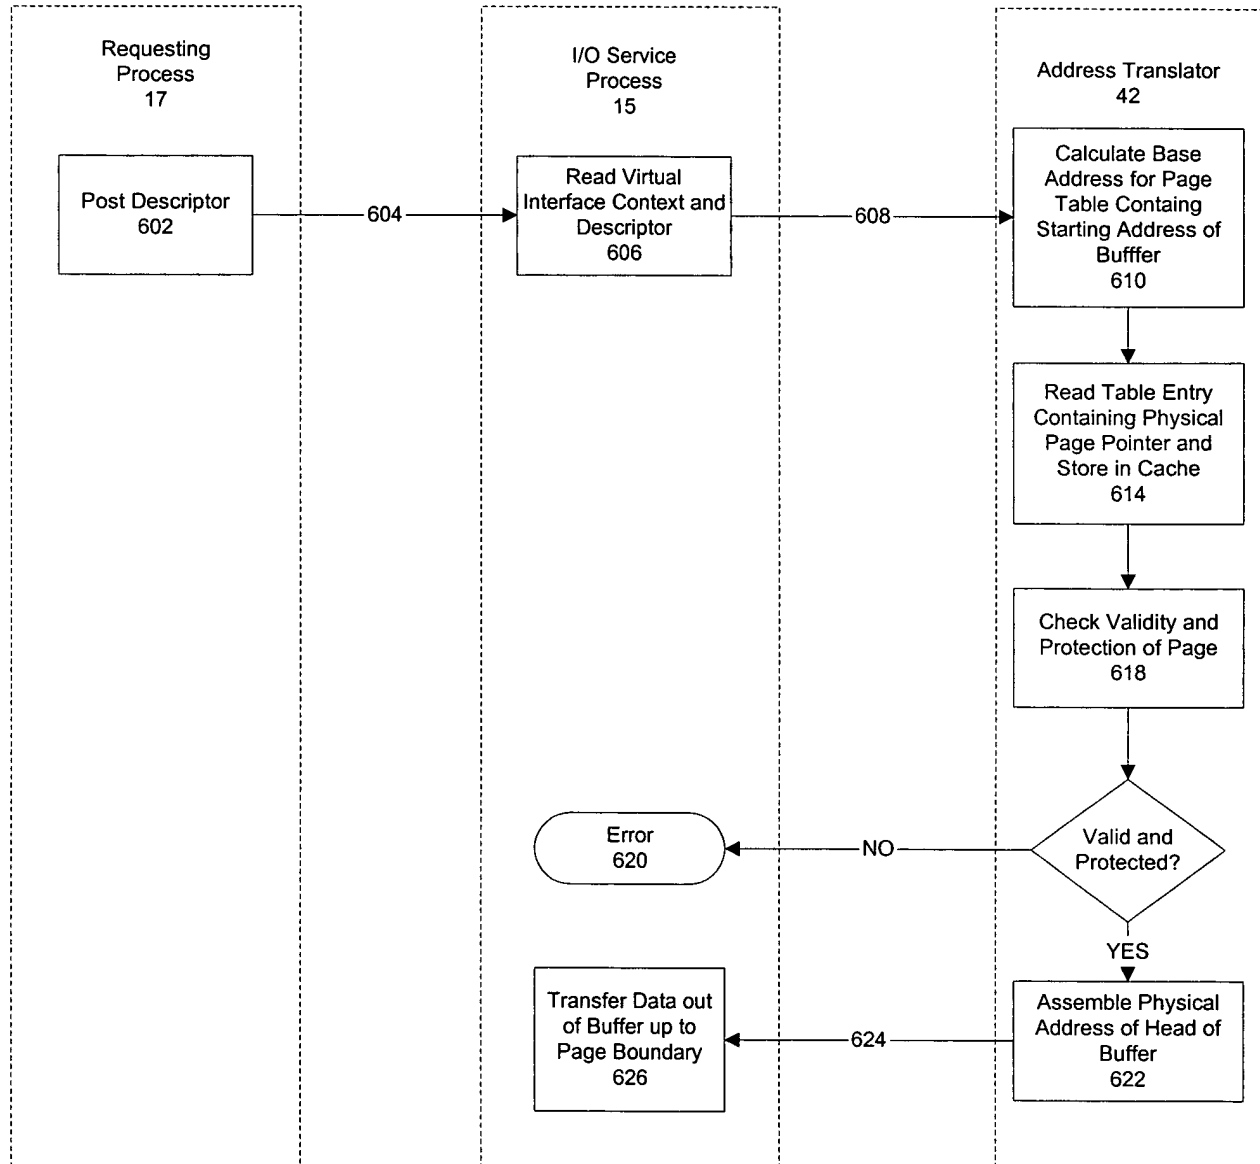 Requesting
Process
17
I/O Service
Process
15
Address Translator
42
Post Descriptor
602
604
Read Virtual
Interface Context and
Descriptor
606
608
Calculate Base
Address for Page
Table Containg
Starting Address of
Bufffer
610
Read Table Entry
Containing Physical
Page Pointer and
Store in Cache
614
Check Validity and
Protection of Page
618
Valid and
Protected?
NO
Error
620
YES
Assemble Physical
Address of Head of
Buffer
622
624
Transfer Data out
of Buffer up to
Page Boundary
626